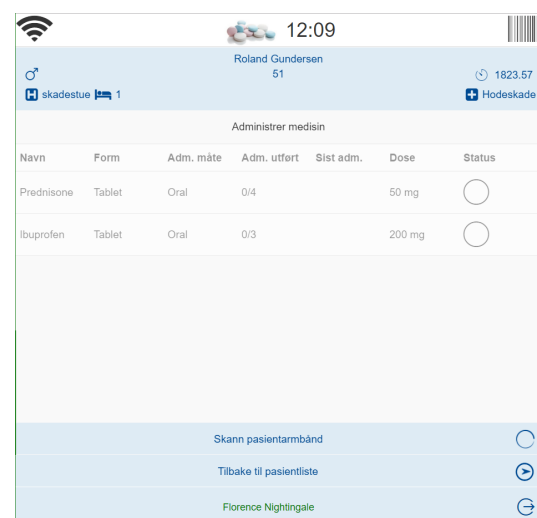 12:09
Roland Gundersen
51
1823.57
H skadestue 1
Hodeskade
Administrer medisin
Navn Form Adm. måte Adm. utført Sist adm. Dose Status
Prednisone Tablet Oral 0/4 50 mg
Ibuprofen Tablet Oral 0/3 200 mg
Skann pasientarmbånd
Tilbake til pasientliste
Florence Nightingale